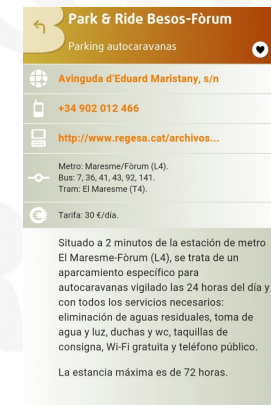 Park & Ride Besos-Fòrum
Parking autocaravanas
Avinguda d'Eduard Maristany, s/n
+34 902 012 466
http://www.regesa.cat/archivos...
Metro: Maresme/Fòrum (L4).
Bus: 7, 36, 41, 43, 92, 141.
Tram: El Maresme (T4).
Tarifa: 30 €/día.
Situado a 2 minutos de la estación de metro
El Maresme-Fòrum (L4), se trata de un
aparcamiento específico para
autocaravanas vigilado las 24 horas del día y
con todos los servicios necesarios:
eliminación de aguas residuales, toma de
agua y luz, duchas y wc, taquillas de
consigna, Wi-Fi gratuita y teléfono público.
La estancia máxima es de 72 horas.